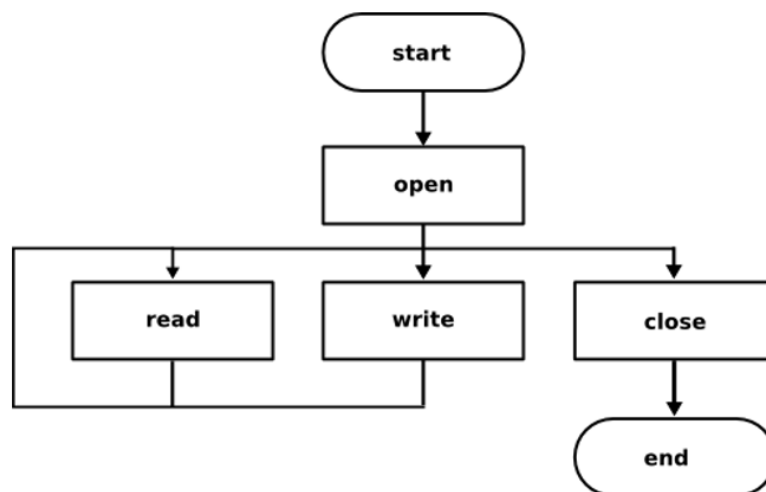 start
open
read
write
close
end